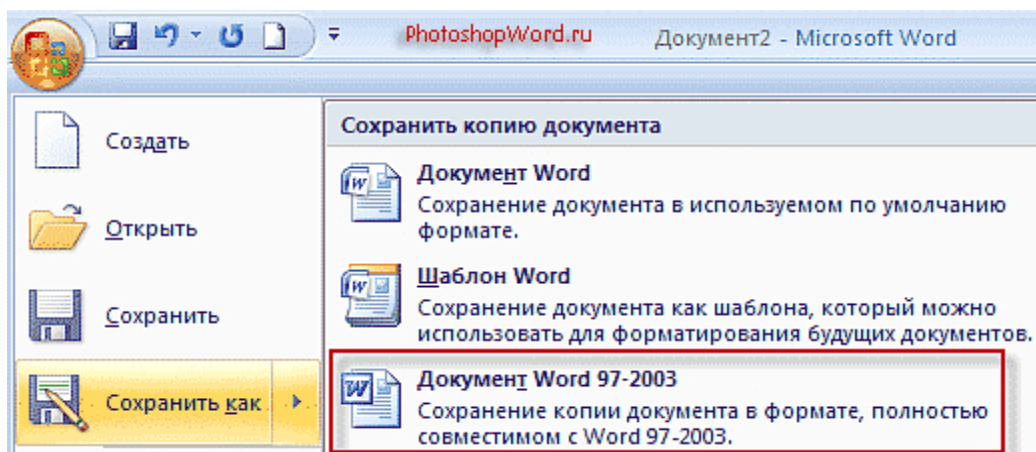 PhotoshopWord.ru Документ2 - Microsoft Word
Создать
Открыть
Сохранить
Сохранить как
Сохранить копию документа
Документ Word
Сохранение документа в используемом по умолчанию
формате.
Шаблон Word
Сохранение документа как шаблона, который можно
использовать для форматирования будущих документов.
Документ Word 97-2003
Сохранение копии документа в формате, полностью
совместимом с Word 97-2003.